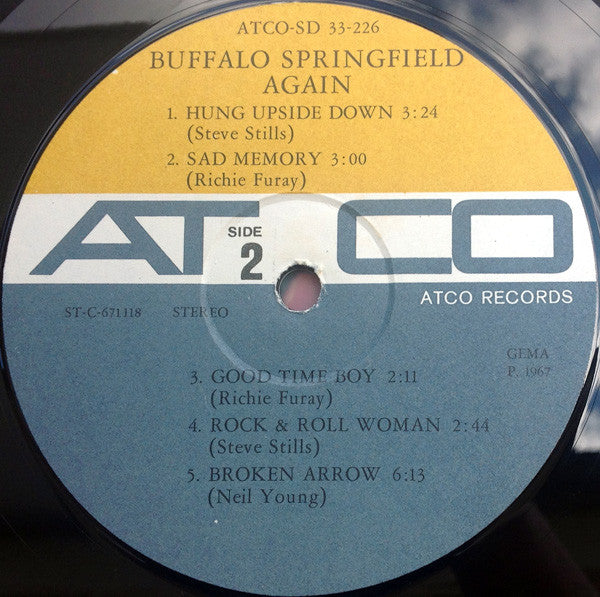 ATCO-SD 33-226
BUFFALO SPRINGFIELD
AGAIN
1. HUNG UPSIDE DOWN 3:24
(Steve Stills)
2. SAD MEMORY 3:00
(Richie Furay)
ATCO
SIDE
2
ATCO RECORDS
ST-C-671118 STEREO
GEMA
P. 1967
3. GOOD TIME BOY 2:11
(Richie Furay)
4. ROCK & ROLL WOMAN 2:44
(Steve Stills)
5. BROKEN ARROW 6:13
(Neil Young)